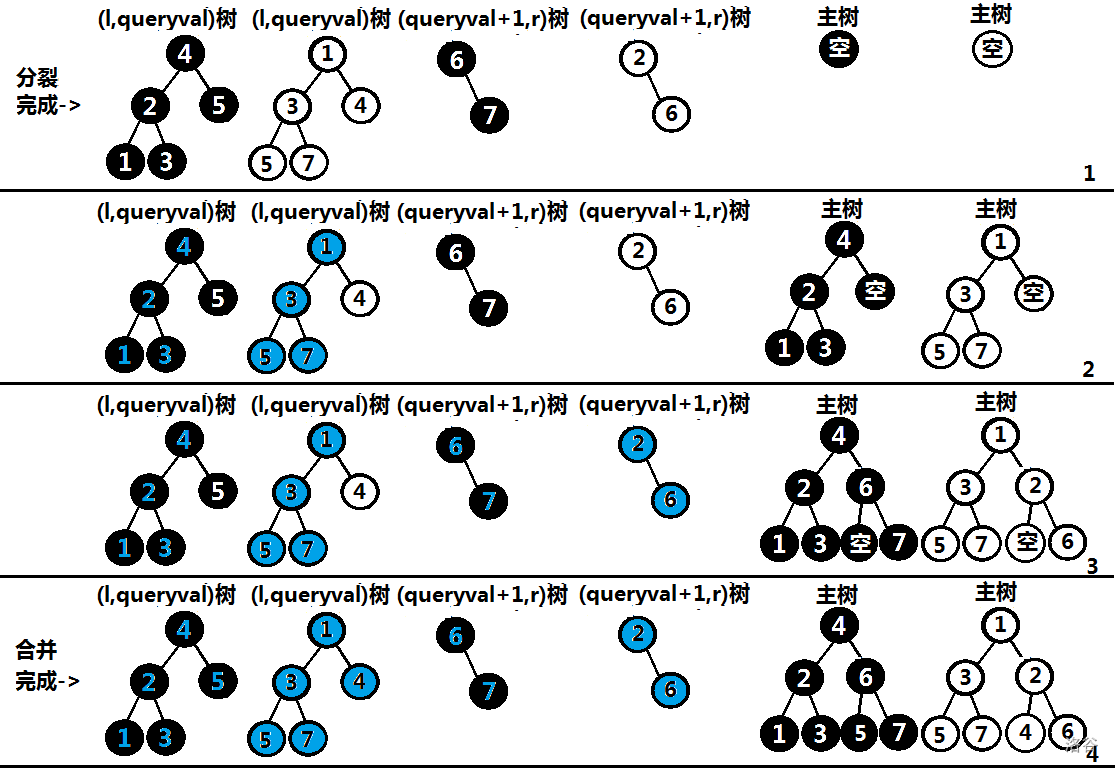 (l,queryval)树 (l,queryval)树 (queryval+1,r)树 (queryval+1,r)树 主树 主树
4 1 6 2 空 空
分裂
完成->
2 5 3 4 7 6
1 3 5 7
1
(l,queryval)树 (l,queryval)树 (queryval+1,r)树 (queryval+1,r)树 主树 主树
4 1 6 2 4 1
2 5 3 4 7 6 2 空 3 空
1 3 5 7 1 3 5 7
2
(l,queryval)树 (l,queryval)树 (queryval+1,r)树 (queryval+1,r)树 主树 主树
4 1 6 2 4 1
2 5 3 4 7 6 2 6 3 2
1 3 5 7 1 3 空 7 5 7 空 6
3
(l,queryval)树 (l,queryval)树 (queryval+1,r)树 (queryval+1,r)树 主树 主树
4 1 6 2 4 1
合并
完成->
2 5 3 4 7 6 2 6 3 2
1 3 5 7 1 3 5 7 5 7 4 6
洛谷
4